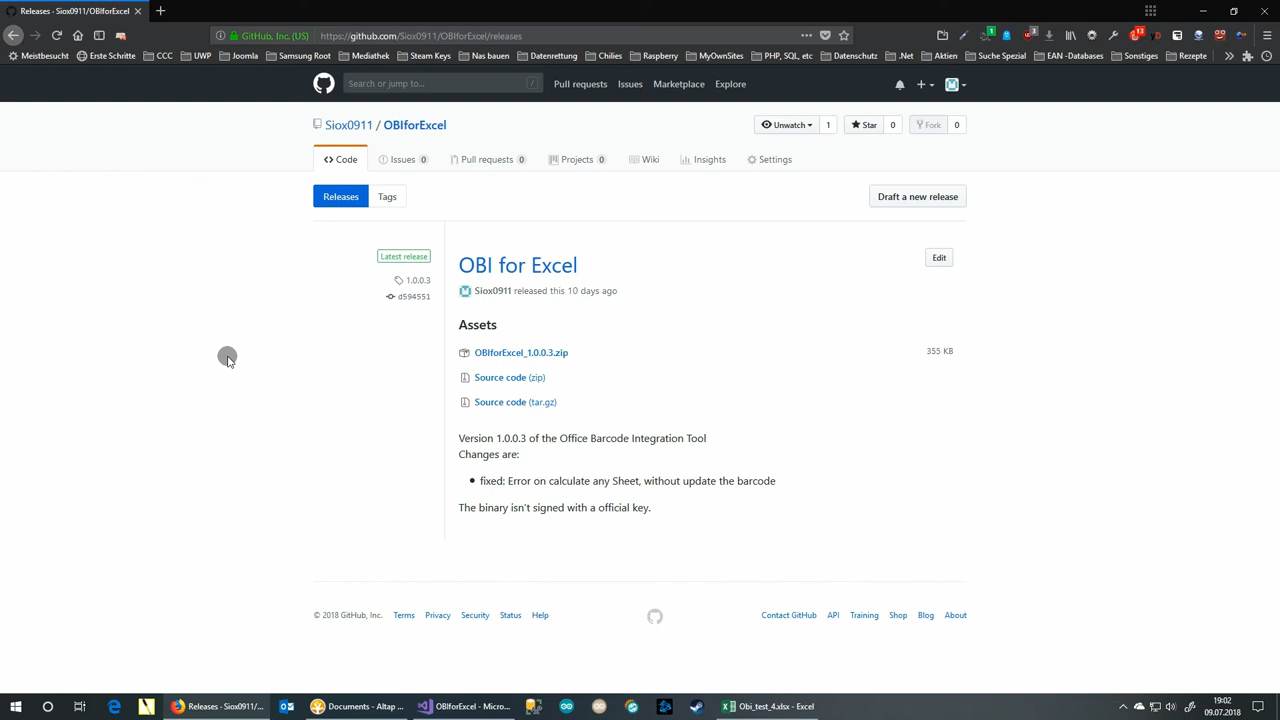 Releases - Siox0911/OBIforExcel
GitHub, Inc. (US)
https://github.com/Siox0911/OBIforExcel/releases
13
1
Meistbesucht
Erste Schritte
CCC
UWP
Joomla
Samsung Root
Mediathek
Steam Keys
Nas bauen
Datenrettung
Chilies
Raspberry
MyOwnSites
PHP, SQL, etc
Datenschutz
.Net
Aktien
Suche Spezial
EAN -Databases
Sonstiges
Rezepte
Search or jump to...
/
Pull requests
Issues
Marketplace
Explore
Siox0911 / OBIforExcel
Unwatch
1
Star
0
Fork
0
Code
Issues 0
Pull requests 0
Projects 0
Wiki
Insights
Settings
Releases
Tags
Draft a new release
Latest release
1.0.0.3
d594551
OBI for Excel
Edit
Siox0911 released this 10 days ago
Assets
OBIforExcel_1.0.0.3.zip
355 KB
Source code (zip)
Source code (tar.gz)
Version 1.0.0.3 of the Office Barcode Integration Tool
Changes are:
• fixed: Error on calculate any Sheet, without update the barcode
The binary isn't signed with a official key.
© 2018 GitHub, Inc.
Terms
Privacy
Security
Status
Help
Contact GitHub
API
Training
Shop
Blog
About
Releases - Siox0911/...
Documents - Altap ...
OBIforExcel - Micro...
Obi_test_4.xlsx - Excel
19:02
09.07.2018